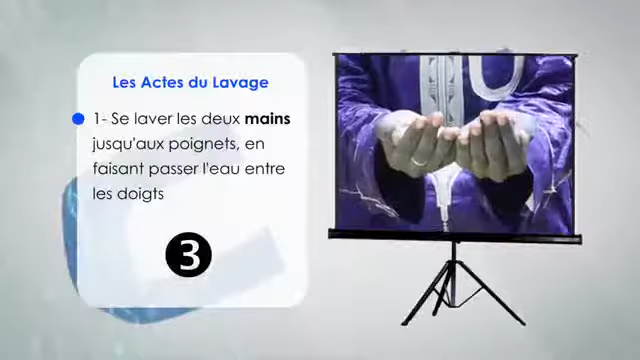 Les Actes du Lavage
1- Se laver les deux mains
jusqu'aux poignets, en
faisant passer l'eau entre
les doigts
3